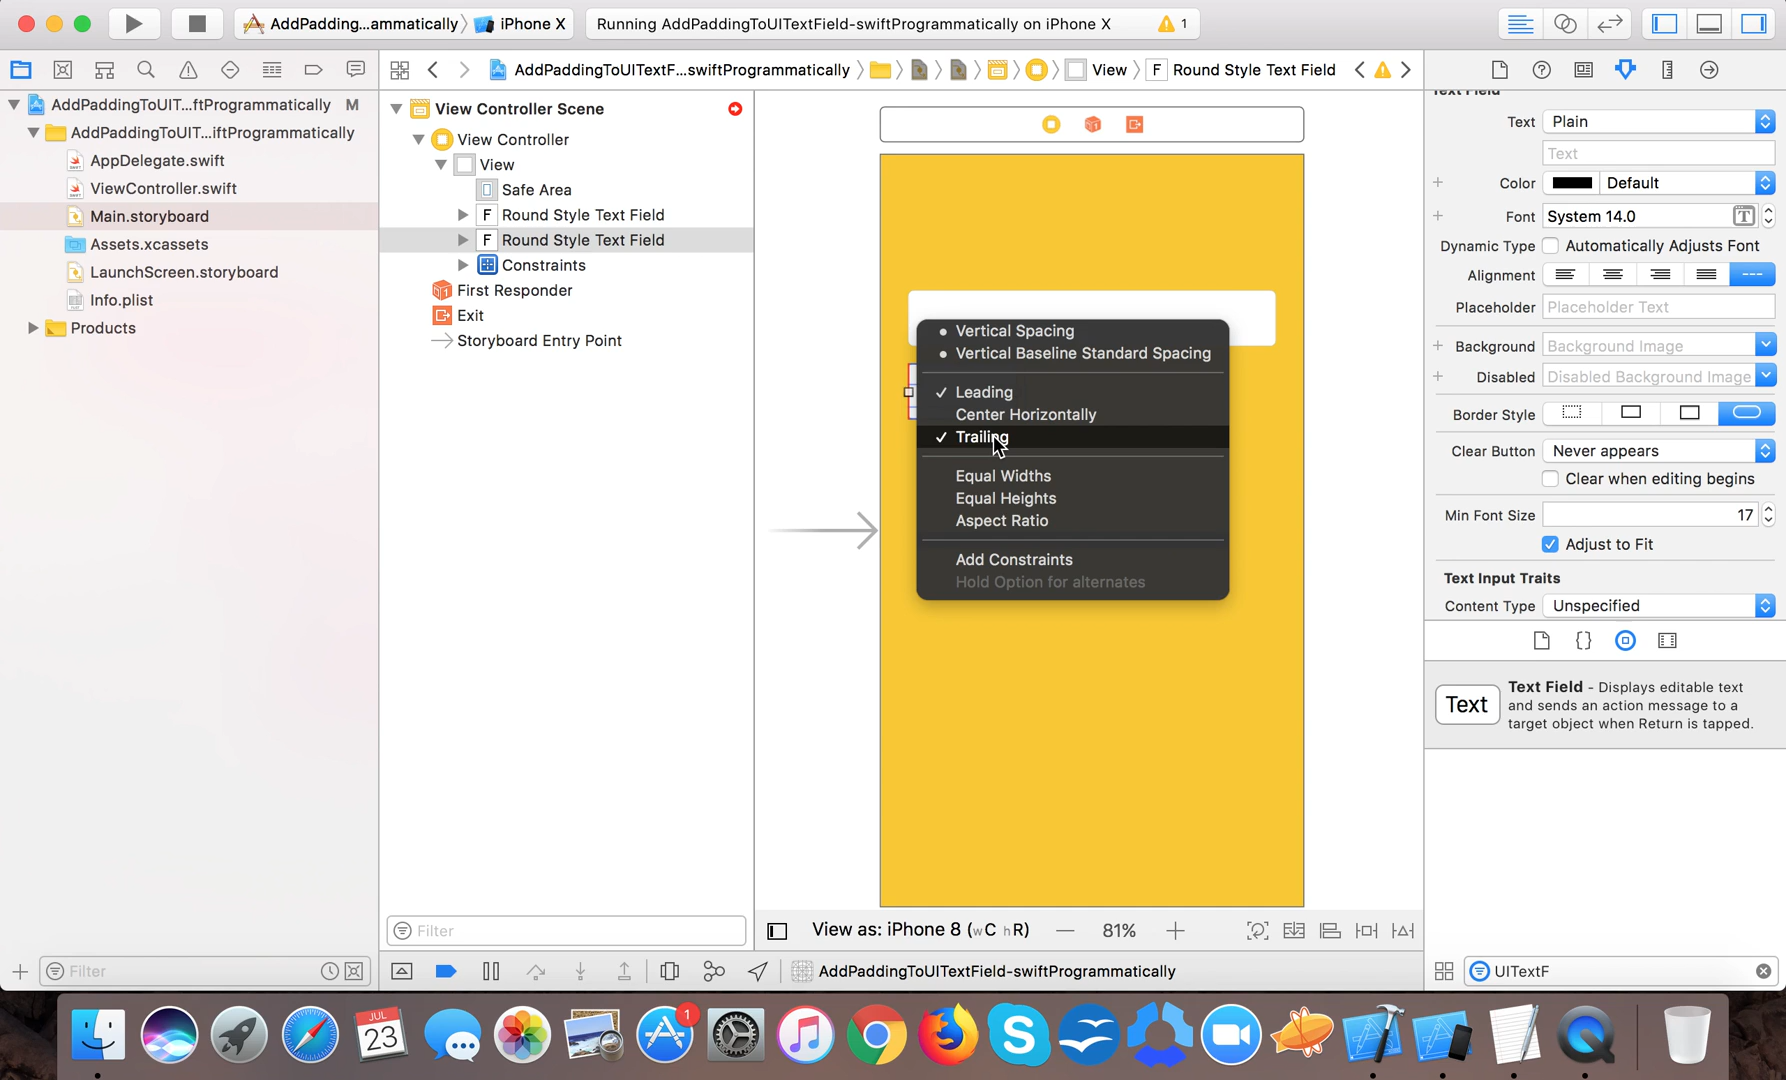 AddPadding...ammatically 〉 iPhone X
Running AddPaddingToUITextField-swiftProgrammatically on iPhone X
1
AddPaddingToUITextF...swiftProgrammatically 〉 View 〉 F Round Style Text Field
AddPaddingToUIT...ftProgrammatically M
AddPaddingToUIT...iftProgrammatically
AppDelegate.swift
ViewController.swift
Main.storyboard
Assets.xcassets
LaunchScreen.storyboard
Info.plist
Products
Filter
View Controller Scene
View Controller
View
Safe Area
F Round Style Text Field
F Round Style Text Field
Constraints
First Responder
Exit
Storyboard Entry Point
Filter
Vertical Spacing
Vertical Baseline Standard Spacing
✓ Leading
Center Horizontally
✓ Trailing
Equal Widths
Equal Heights
Aspect Ratio
Add Constraints
Hold Option for alternates
View as: iPhone 8 (wC hR)
— 81% +
AddPaddingToUITextField-swiftProgrammatically
Text Field
Text Plain
Text
+ Color Default
+ Font System 14.0 T
Dynamic Type Automatically Adjusts Font
Alignment
Placeholder Placeholder Text
+ Background Background Image
+ Disabled Disabled Background Image
Border Style
Clear Button Never appears
Clear when editing begins
Min Font Size 17
Adjust to Fit
Text Input Traits
Content Type Unspecified
{}
Text
Text Field - Displays editable text
and sends an action message to a
target object when Return is tapped.
UITextF
JUL
23
1